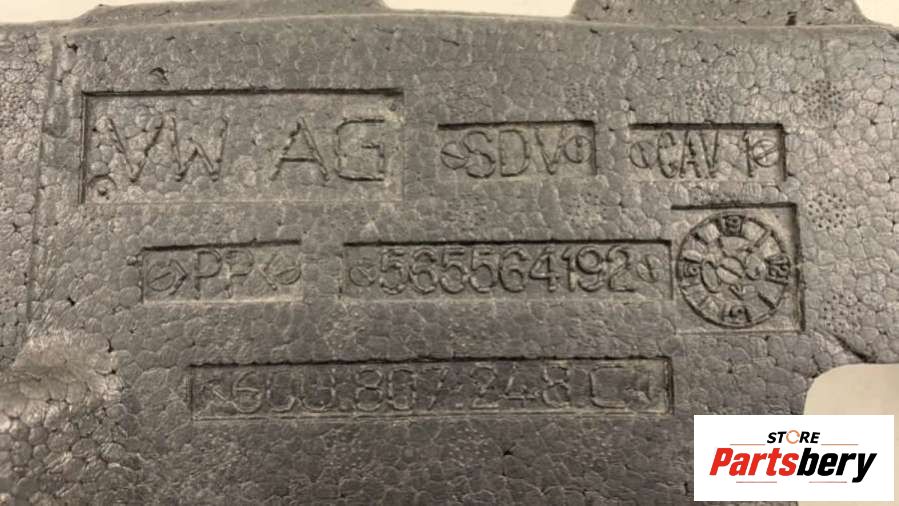 VW AG
SDV
CAV 1
>PP<
565564192
6C0.807.248.C
STORE
Partsbery